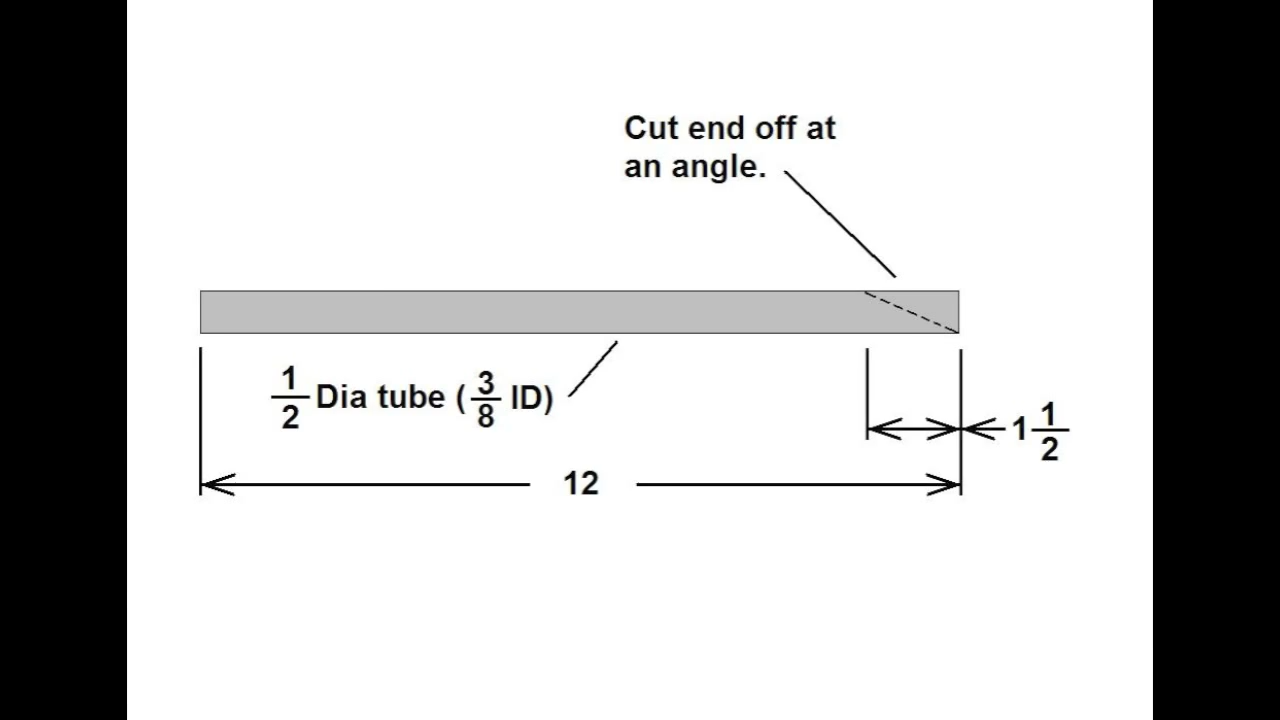 Cut end off at
an angle.
1/2 Dia tube (3/8 ID)
1 1/2
12